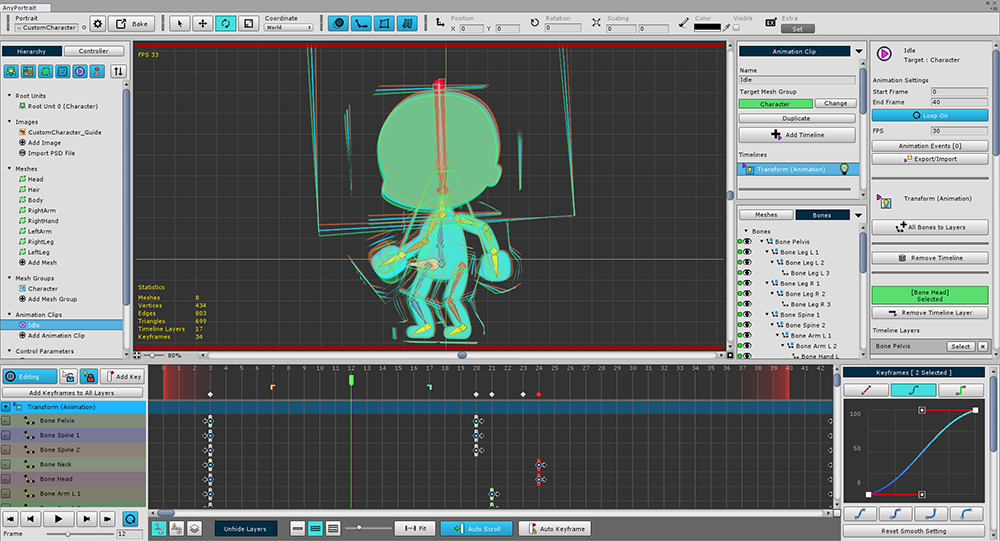 AnyPortrait
Portrait
CustomCharacter
Bake
Coordinate
World
Position
X 0 Y 0
Rotation
0
Scaling
0 0
Color
Visible
Extra
Set
Hierarchy
Controller
Root Units
Root Unit 0 (Character)
Images
CustomCharacter_Guide
Add Image
Import PSD File
Meshes
Head
Hair
Body
RightArm
RightHand
LeftArm
RightLeg
LeftLeg
Add Mesh
Mesh Groups
Character
Add Mesh Group
Animation Clips
Idle
Add Animation Clip
Control Parameters
FPS 33
Statistics
Meshes 8
Vertices 434
Edges 803
Triangles 699
Timeline Layers 17
Keyframes 34
80%
Animation Clip
Name
Idle
Target Mesh Group
Character
Change
Duplicate
Add Timeline
Timelines
Transform (Animation)
Meshes
Bones
Bones
Bone Pelvis
Bone Leg L 1
Bone Leg L 2
Bone Leg L 3
Bone Leg R 1
Bone Leg R 2
Bone Leg R 3
Bone Spine 1
Bone Spine 2
Bone Arm L 1
Bone Arm L 2
Bone Hand L
Idle
Target : Character
Animation Settings
Start Frame 0
End Frame 40
Loop On
FPS 30
Animation Events [0]
Export/Import
Transform (Animation)
All Bones to Layers
Remove Timeline
[Bone Head]
Selected
Remove Timeline Layer
Timeline Layers
Bone Pelvis
Select
Editing
Add Key
Add Keyframes to All Layers
Transform (Animation)
Bone Pelvis
Bone Spine 1
Bone Spine 2
Bone Neck
Bone Head
Bone Arm L 1
Frame 12
0 1 2 3 4 5 6 7 8 9 10 11 12 13 14 15 16 17 18 19 20 21 22 23 24 25 26 27 28 29 30 31 32 33 34 35 36 37 38 39 40 41 42
Unhide Layers
Fit
Auto Scroll
Auto Keyframe
Keyframes [ 2 Selected ]
100
50
0
Reset Smooth Setting